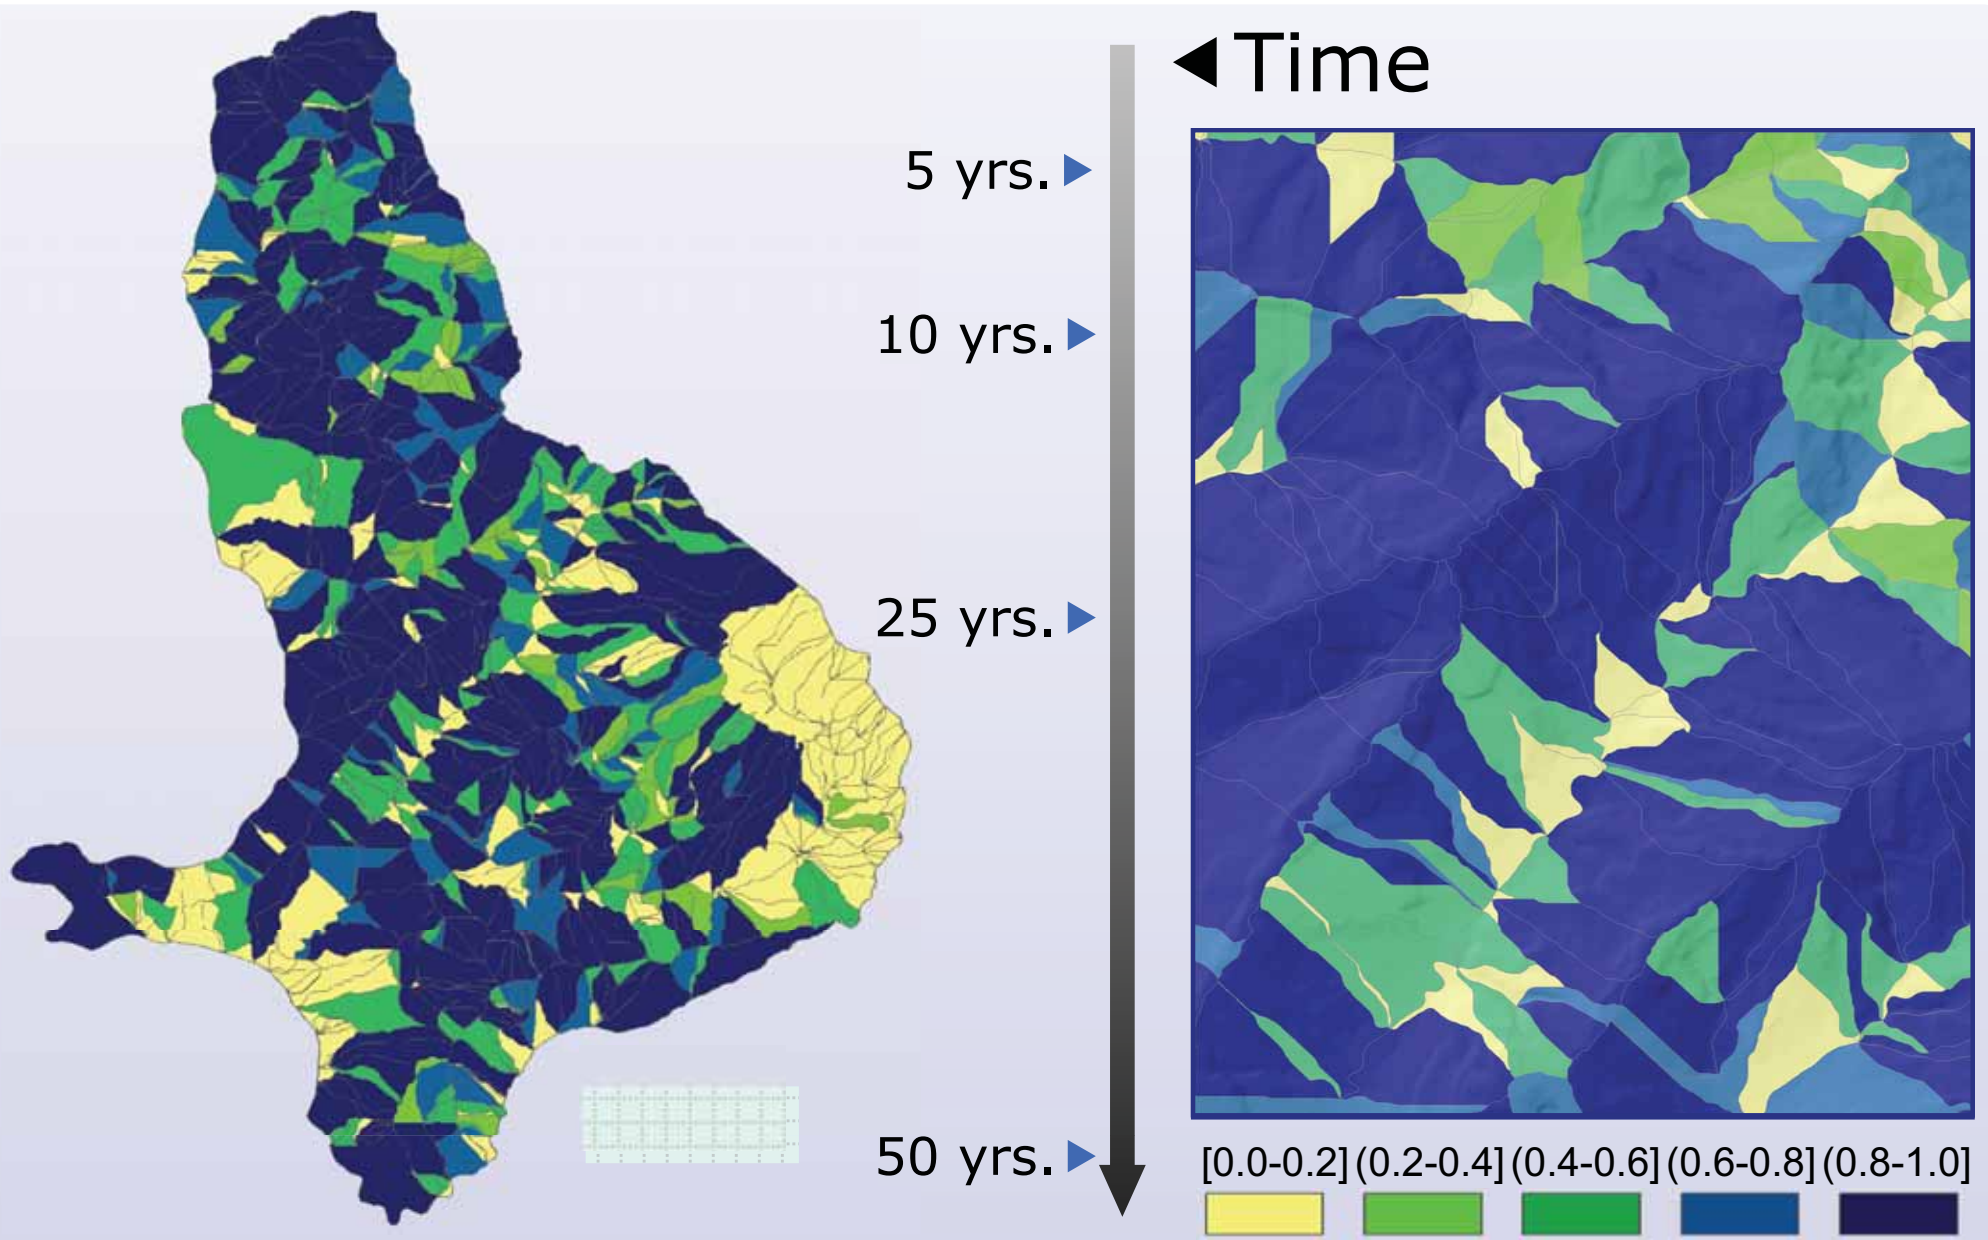 Time
5 yrs.
10 yrs.
25 yrs.
50 yrs.
[0.0-0.2] (0.2-0.4] (0.4-0.6] (0.6-0.8] (0.8-1.0]